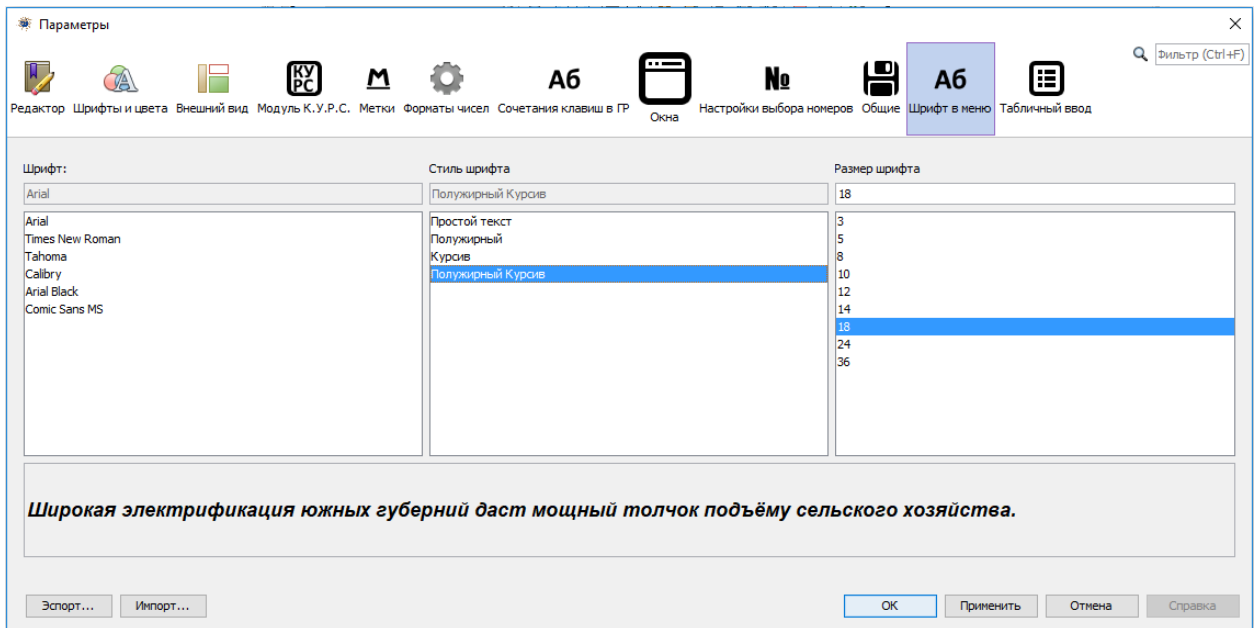 Параметры
Фильтр (Ctrl+F)
КУ
РС
М
Аб
№
Аб
Редактор Шрифты и цвета Внешний вид Модуль К.У.Р.С. Метки Форматы чисел Сочетания клавиш в ГР Окна Настройки выбора номеров Общие Шрифт в меню Табличный ввод
Шрифт: Стиль шрифта Размер шрифта
Arial Полужирный Курсив 18
Arial Простой текст 3
Times New Roman Полужирный 5
Tahoma Курсив 8
Calibry Полужирный Курсив 10
Arial Black 12
Comic Sans MS 14
18
24
36
Широкая электрификация южных губерний даст мощный толчок подъёму сельского хозяйства.
Эспорт... Импорт... ОК Применить Отмена Справка